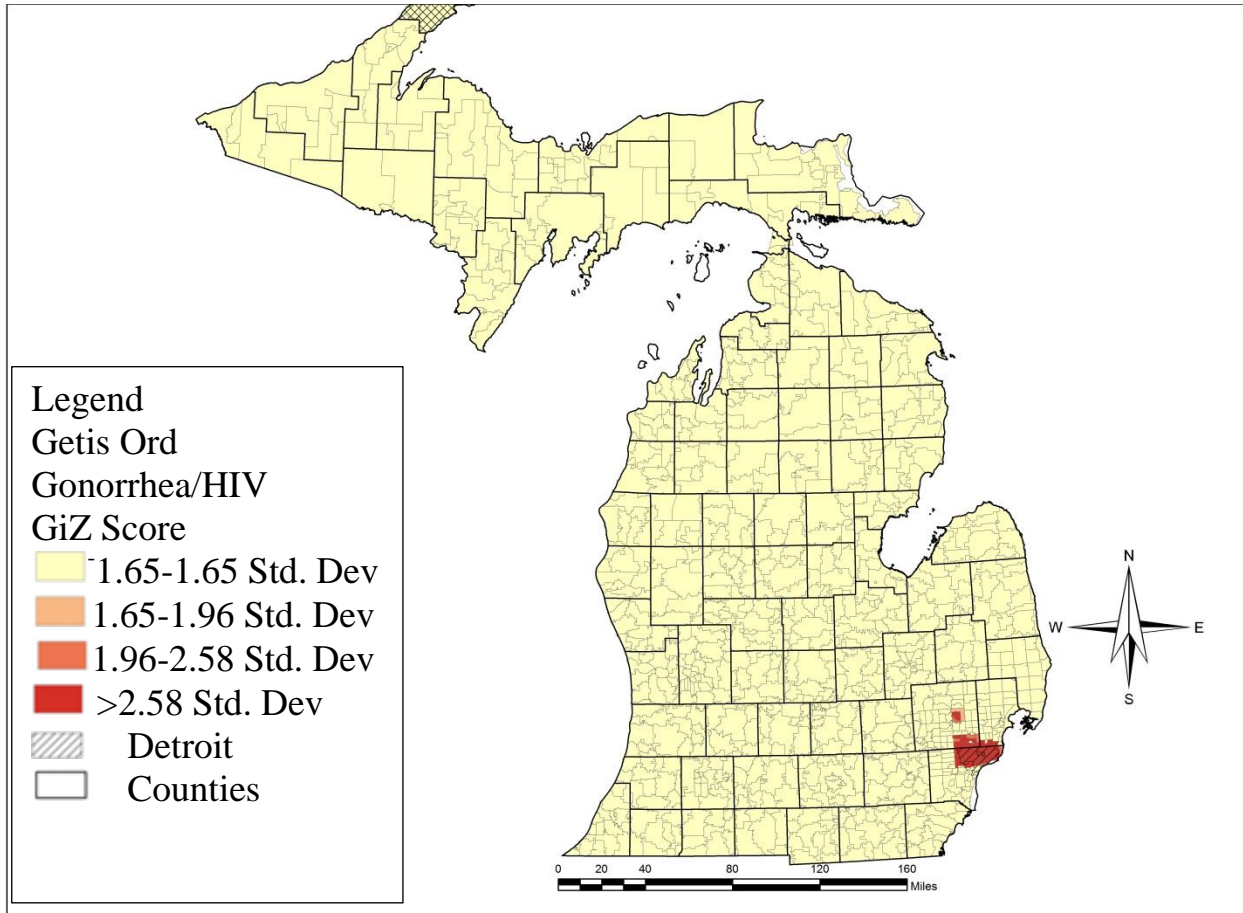 Legend
Getis Ord
Gonorrhea/HIV
GiZ Score
-1.65-1.65 Std. Dev
1.65-1.96 Std. Dev
1.96-2.58 Std. Dev
>2.58 Std. Dev
Detroit
Counties
N
W E
S
0 20 40 80 120 160
Miles